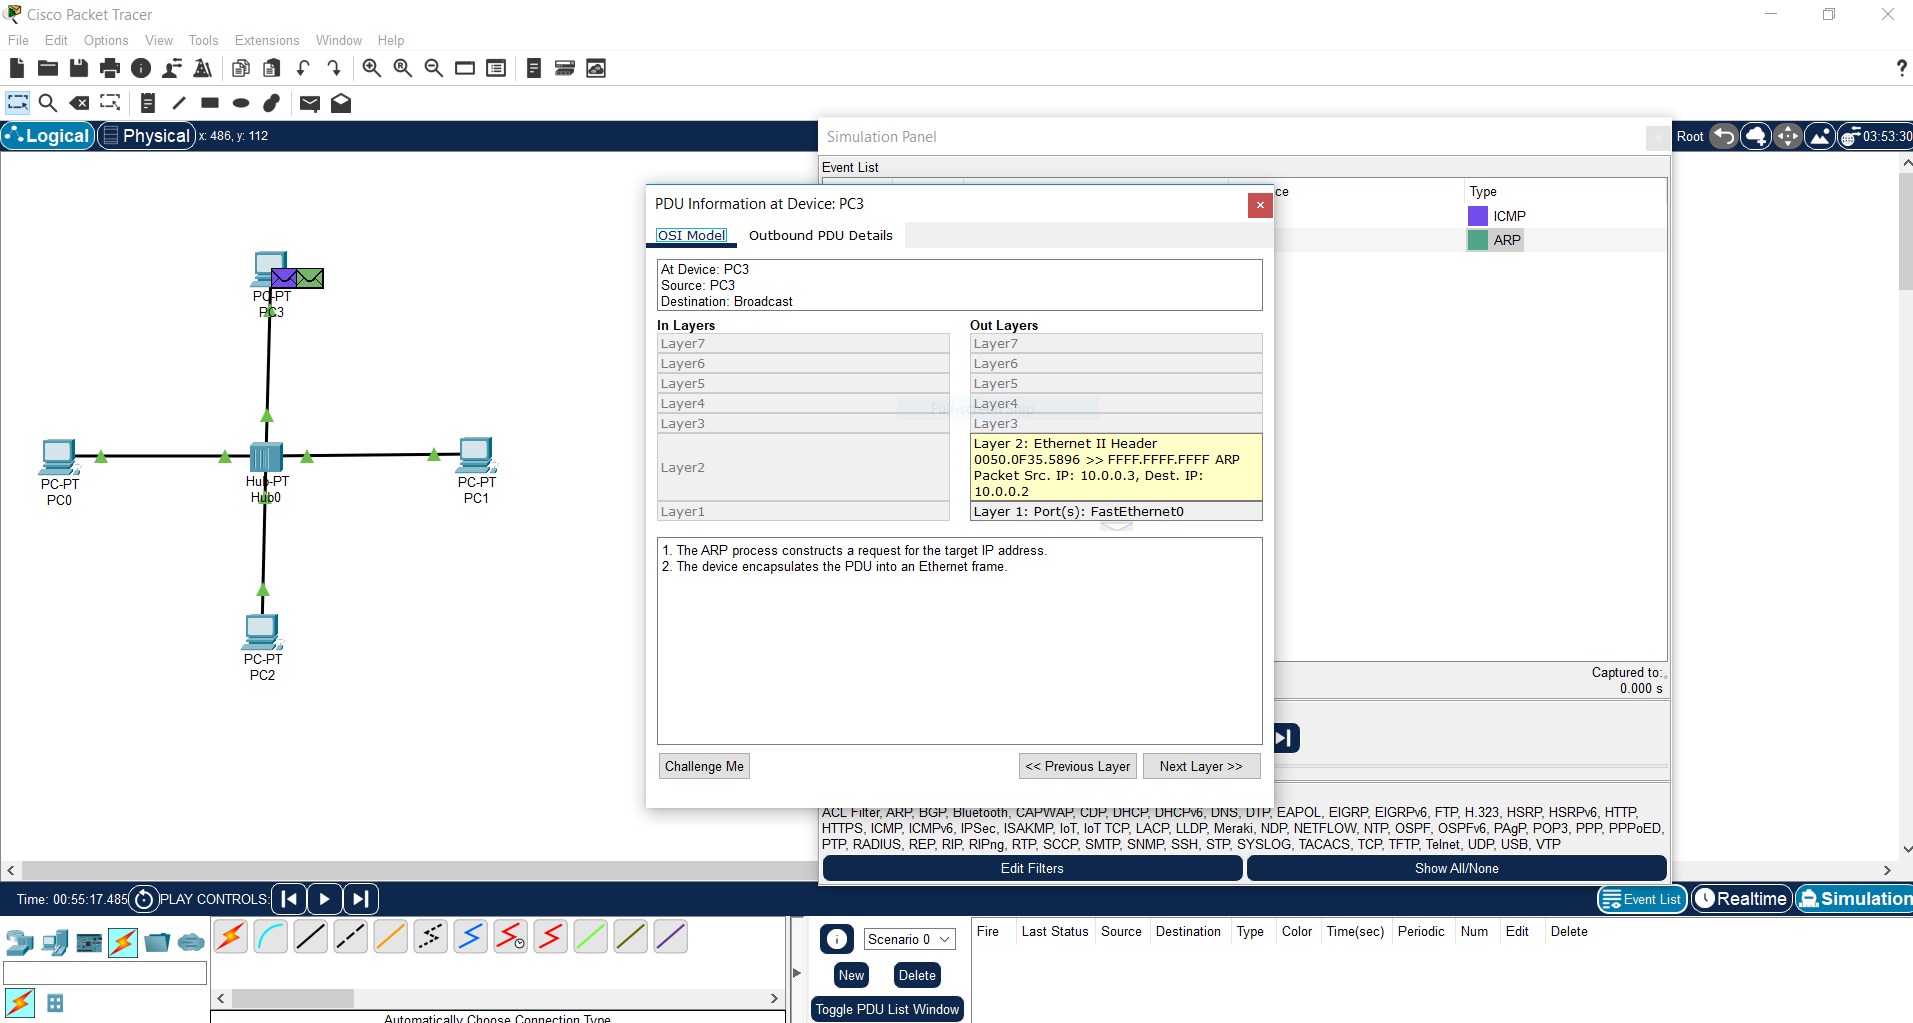 Cisco Packet Tracer
File Edit Options View Tools Extensions Window Help
?
Logical Physical x: 486, y: 112
Root 03:53:30
Simulation Panel
Event List
ce Type
ICMP
ARP
PDU Information at Device: PC3
OSI Model Outbound PDU Details
At Device: PC3
Source: PC3
Destination: Broadcast
In Layers Out Layers
Layer7 Layer7
Layer6 Layer6
Layer5 Layer5
Layer4 Layer4
Layer3 Layer3
Layer2
Layer 2: Ethernet II Header
0050.0F35.5896 >> FFFF.FFFF.FFFF ARP
Packet Src. IP: 10.0.0.3, Dest. IP:
10.0.0.2
Layer1 Layer 1: Port(s): FastEthernet0
1. The ARP process constructs a request for the target IP address.
2. The device encapsulates the PDU into an Ethernet frame.
Challenge Me << Previous Layer Next Layer >>
PC-PT
PC3
PC-PT
PC0
Hub-PT
Hub0
PC-PT
PC1
PC-PT
PC2
Captured to:
0.000 s
ACL Filter, ARP, BGP, Bluetooth, CAPWAP, CDP, DHCP, DHCPv6, DNS, DTP, EAPOL, EIGRP, EIGRPv6, FTP, H.323, HSRP, HSRPv6, HTTP,
HTTPS, ICMP, ICMPv6, IPSec, ISAKMP, IoT, IoT TCP, LACP, LLDP, Meraki, NDP, NETFLOW, NTP, OSPF, OSPFv6, PAgP, POP3, PPP, PPPoED,
PTP, RADIUS, REP, RIP, RIPng, RTP, SCCP, SMTP, SNMP, SSH, STP, SYSLOG, TACACS, TCP, TFTP, Telnet, UDP, USB, VTP
Edit Filters Show All/None
Time: 00:55:17.485 PLAY CONTROLS: Event List Realtime Simulation
Scenario 0
New Delete
Toggle PDU List Window
Fire Last Status Source Destination Type Color Time(sec) Periodic Num Edit Delete
Automatically Choose Connection Type